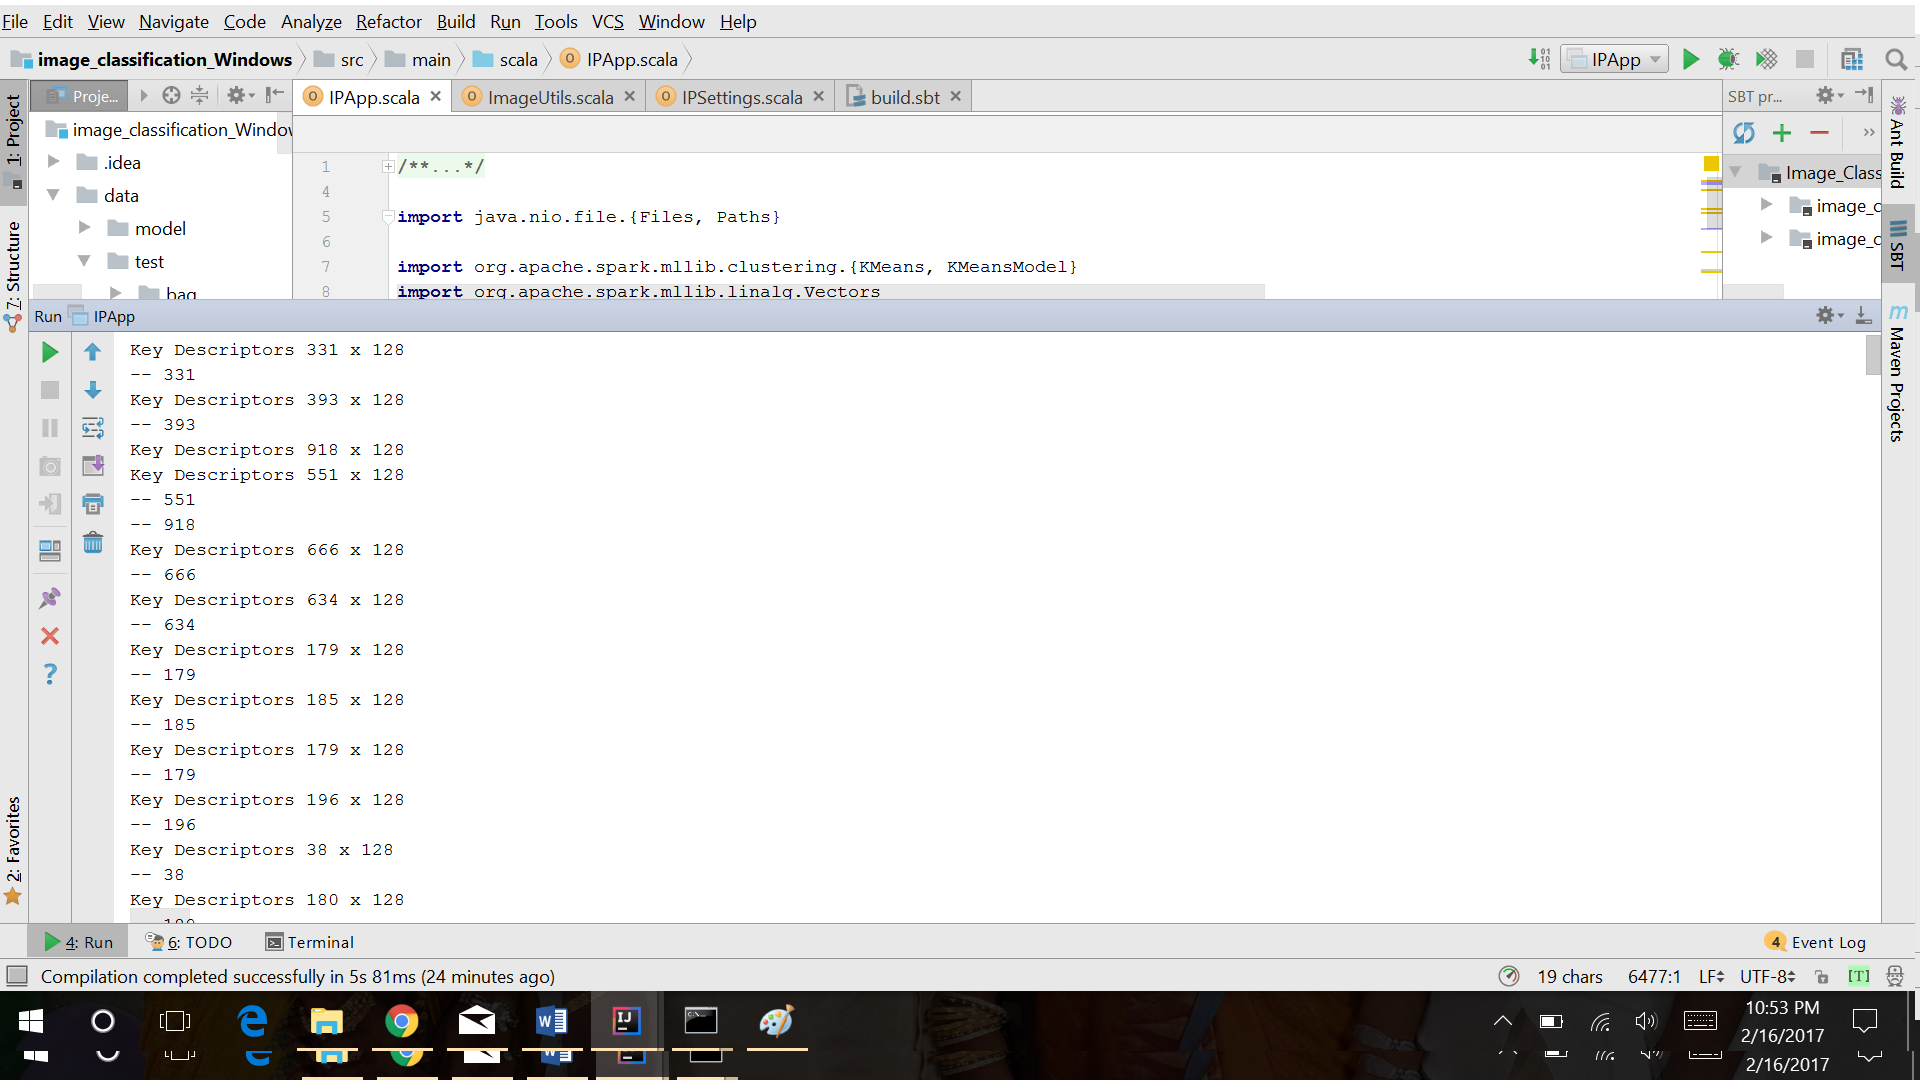 File Edit View Navigate Code Analyze Refactor Build Run Tools VCS Window Help
image_classification_Windows src main scala IPApp.scala IPApp
Proje... IPApp.scala ImageUtils.scala IPSettings.scala build.sbt SBT pr...
1: Project
7: Structure
2: Favorites
image_classification_Window
.idea
data
model
test
bag
1 /**...*/
4
5 import java.nio.file.{Files, Paths}
6
7 import org.apache.spark.mllib.clustering.{KMeans, KMeansModel}
8 import org.apache.spark.mllib.linalg.Vectors
Image_Class
image_c
image_c
Ant Build
SBT
Maven Projects
Run IPApp
Key Descriptors 331 x 128
-- 331
Key Descriptors 393 x 128
-- 393
Key Descriptors 918 x 128
Key Descriptors 551 x 128
-- 551
-- 918
Key Descriptors 666 x 128
-- 666
Key Descriptors 634 x 128
-- 634
Key Descriptors 179 x 128
-- 179
Key Descriptors 185 x 128
-- 185
Key Descriptors 179 x 128
-- 179
Key Descriptors 196 x 128
-- 196
Key Descriptors 38 x 128
-- 38
Key Descriptors 180 x 128
4: Run 6: TODO Terminal 4 Event Log
Compilation completed successfully in 5s 81ms (24 minutes ago) 19 chars 6477:1 LF UTF-8 [T]
10:53 PM
2/16/2017
2/16/2017